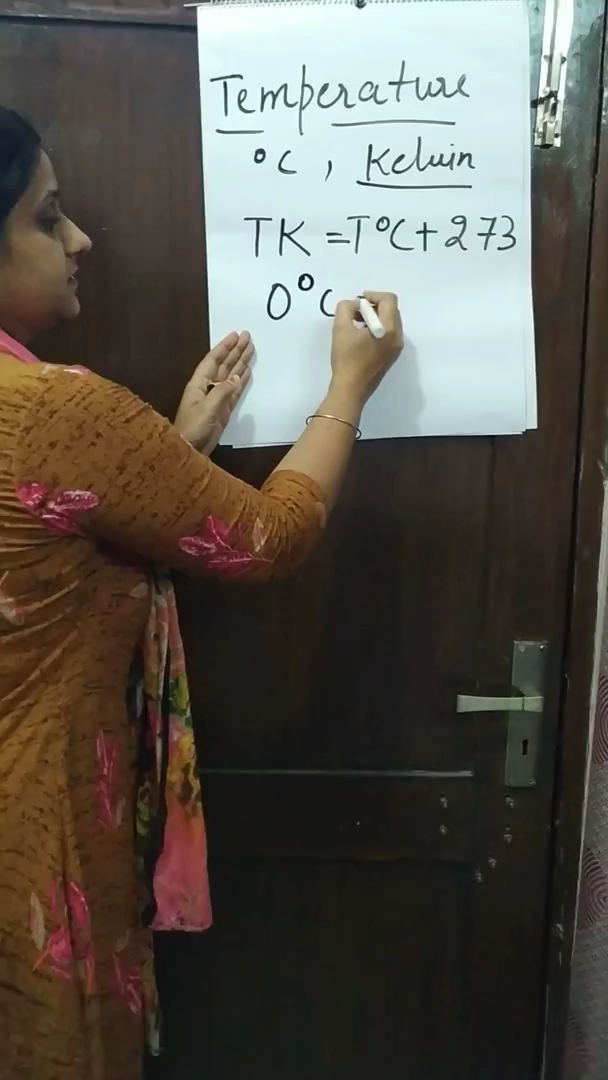 Temperature
°C, Kelvin
TK = T°C + 273
0°C